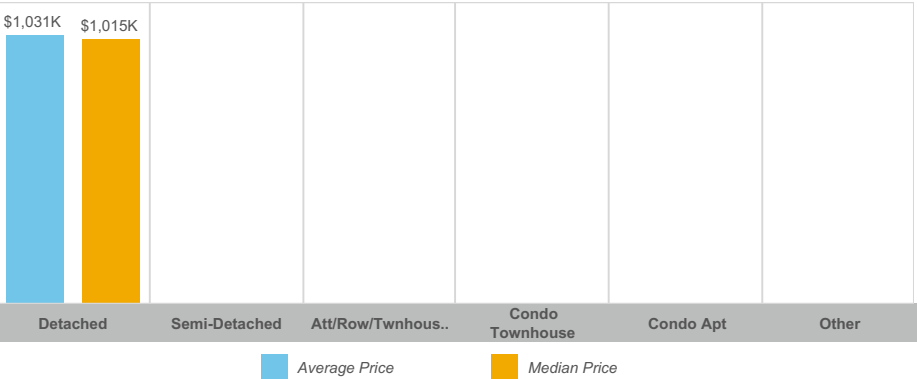 $1,031K
$1,015K
Detached
Semi-Detached
Att/Row/Twnhous..
Condo
Townhouse
Condo Apt
Other
Average Price
Median Price